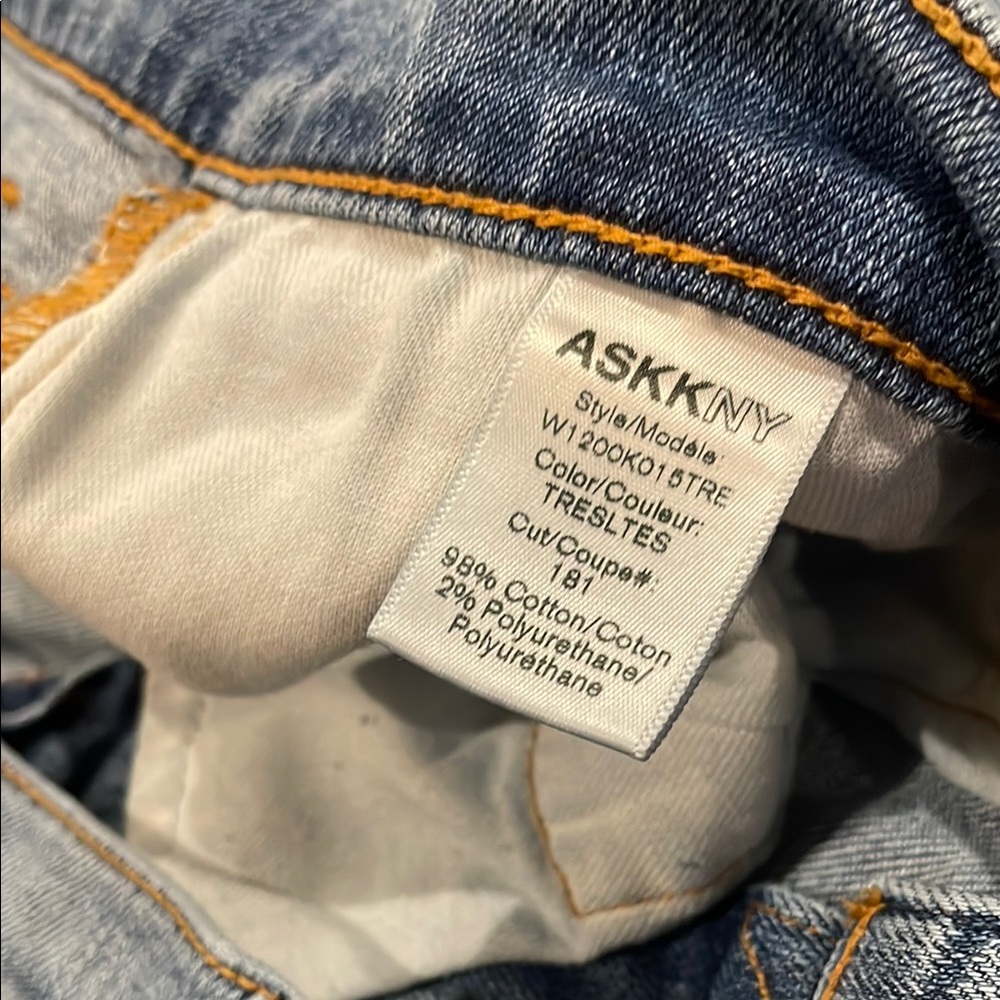 ASKKNY
Style/Modèle
W1200K015TRE
Color/Couleur:
TRESLTES
Cut/Coupe#:
181
98% Cotton/Coton
2% Polyurethane/
Polyurethane